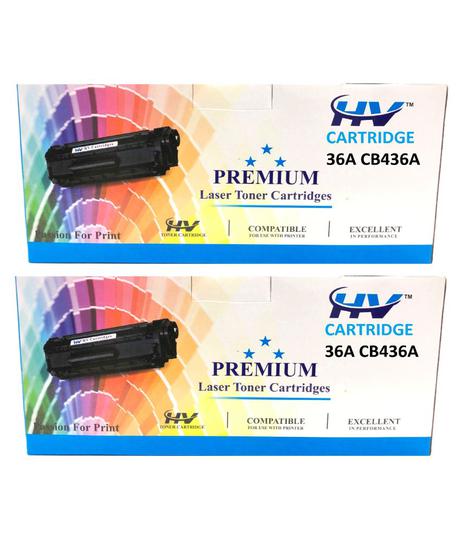 HV™
CARTRIDGE
36A CB436A
PREMIUM
Laser Toner Cartridges
Passion For Print
HV
TONER CARTRIDGE
COMPATIBLE
FOR USE WITH PRINTER
EXCELLENT
IN PERFORMANCE
HV™
CARTRIDGE
36A CB436A
PREMIUM
Laser Toner Cartridges
Passion For Print
HV
TONER CARTRIDGE
COMPATIBLE
FOR USE WITH PRINTER
EXCELLENT
IN PERFORMANCE